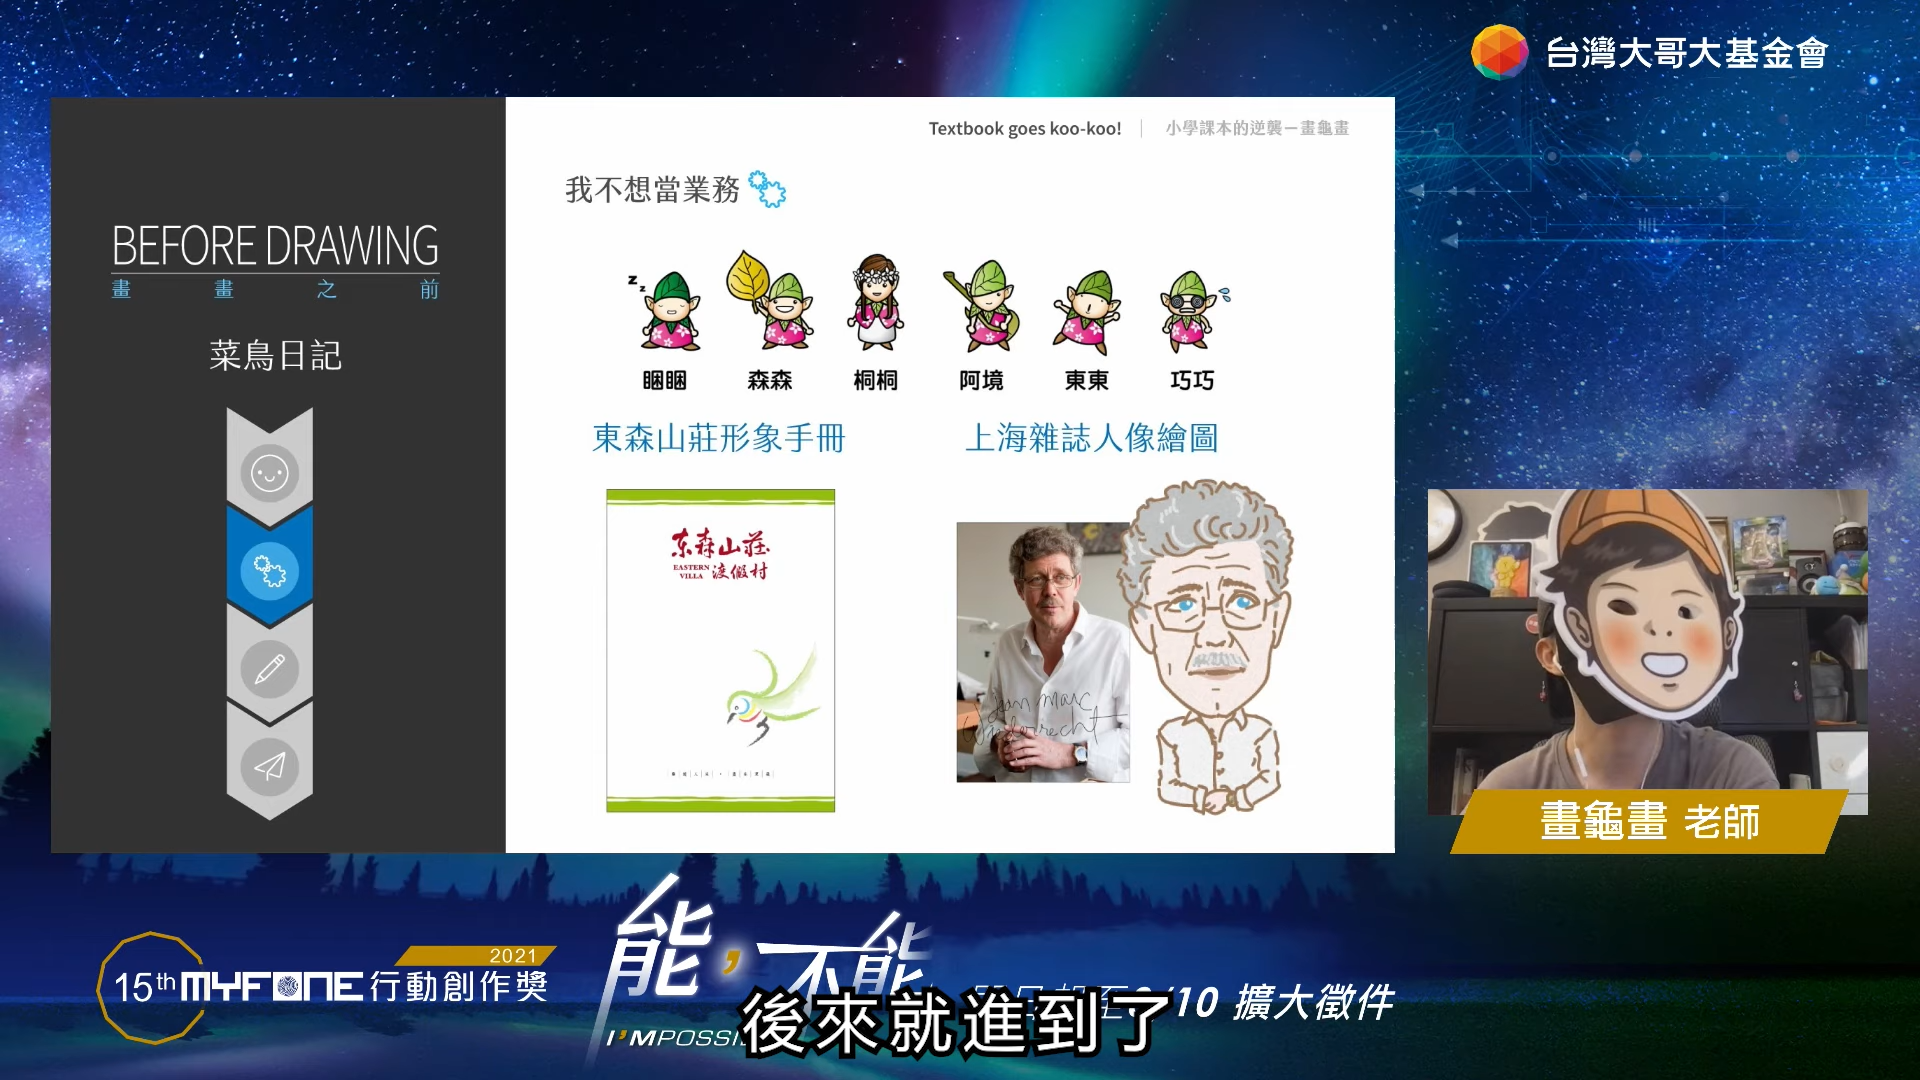 台灣大哥大基金會
Textbook goes koo-koo! 小學課本的逆襲－畫龜畫
我不想當業務
BEFORE DRAWING
畫 畫 之 前
菜鳥日記
睏睏 森森 桐桐 阿境 東東 巧巧
東森山莊形象手冊 上海雜誌人像繪圖
东森山莊
EASTERN VILLA 渡假村
畫龜畫 老師
2021
15th MYFONE 行動創作獎
能，不能
/10 擴大徵件
I'MPOSSI
後來就進到了